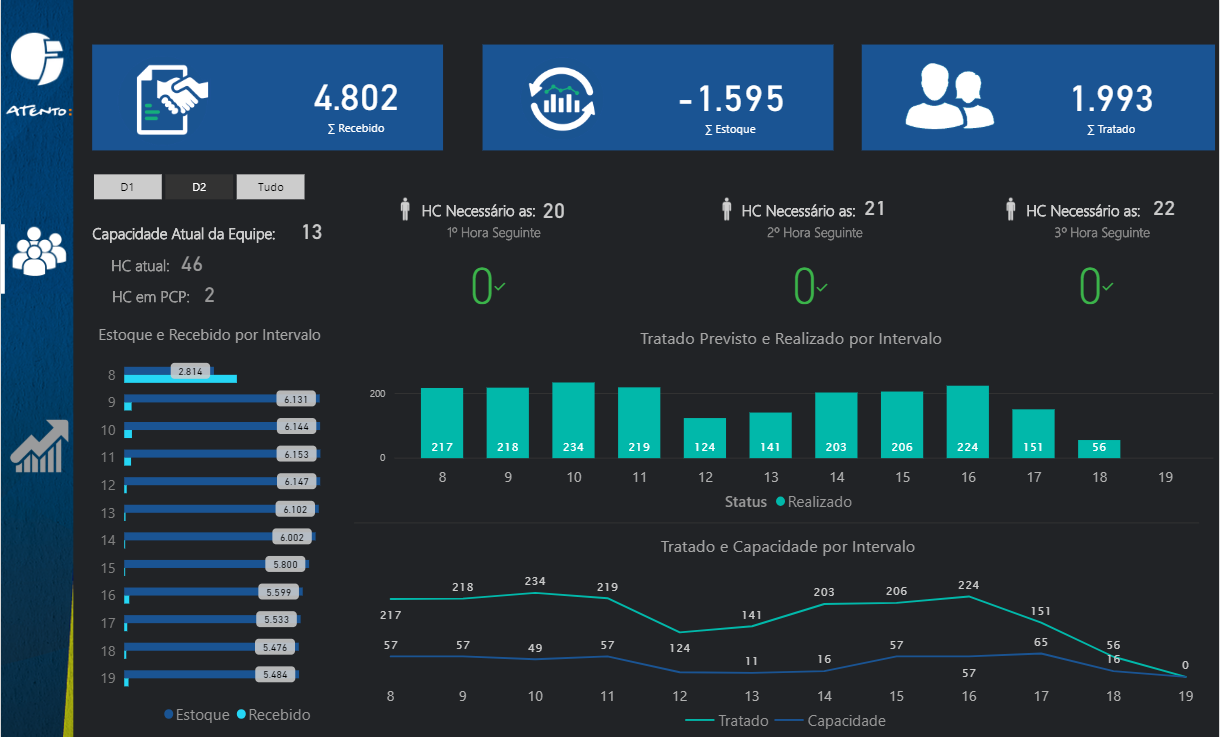 ATENTO:
4.802
∑ Recebido
-1.595
∑ Estoque
1.993
∑ Tratado
D1 D2 Tudo
Capacidade Atual da Equipe: 13
HC atual: 46
HC em PCP: 2
HC Necessário as: 20
1º Hora Seguinte
0
HC Necessário as: 21
2º Hora Seguinte
0
HC Necessário as: 22
3º Hora Seguinte
0
Estoque e Recebido por Intervalo
8 2.814
9 6.131
10 6.144
11 6.153
12 6.147
13 6.102
14 6.002
15 5.800
16 5.599
17 5.533
18 5.476
19 5.484
Estoque Recebido
Tratado Previsto e Realizado por Intervalo
200
0
217 218 234 219 124 141 203 206 224 151 56
8 9 10 11 12 13 14 15 16 17 18 19
Status Realizado
Tratado e Capacidade por Intervalo
217 218 234 219 124 141 203 206 224 151 56 0
57 57 49 57 11 16 57 57 65 16
8 9 10 11 12 13 14 15 16 17 18 19
Tratado Capacidade